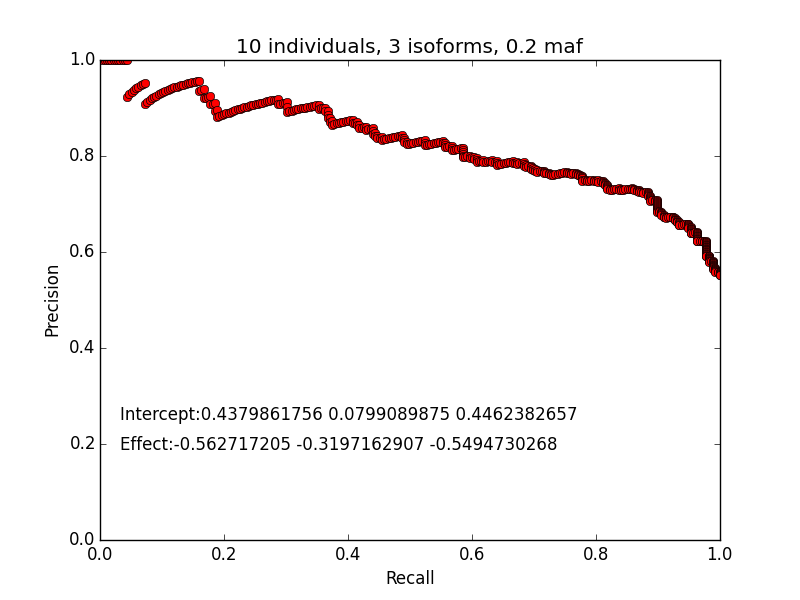 10 individuals, 3 isoforms, 0.2 maf
1.0
0.8
0.6
0.4
0.2
0.0
Precision
Intercept:0.4379861756 0.0799089875 0.4462382657
Effect:-0.562717205 -0.3197162907 -0.5494730268
0.0 0.2 0.4 0.6 0.8 1.0
Recall